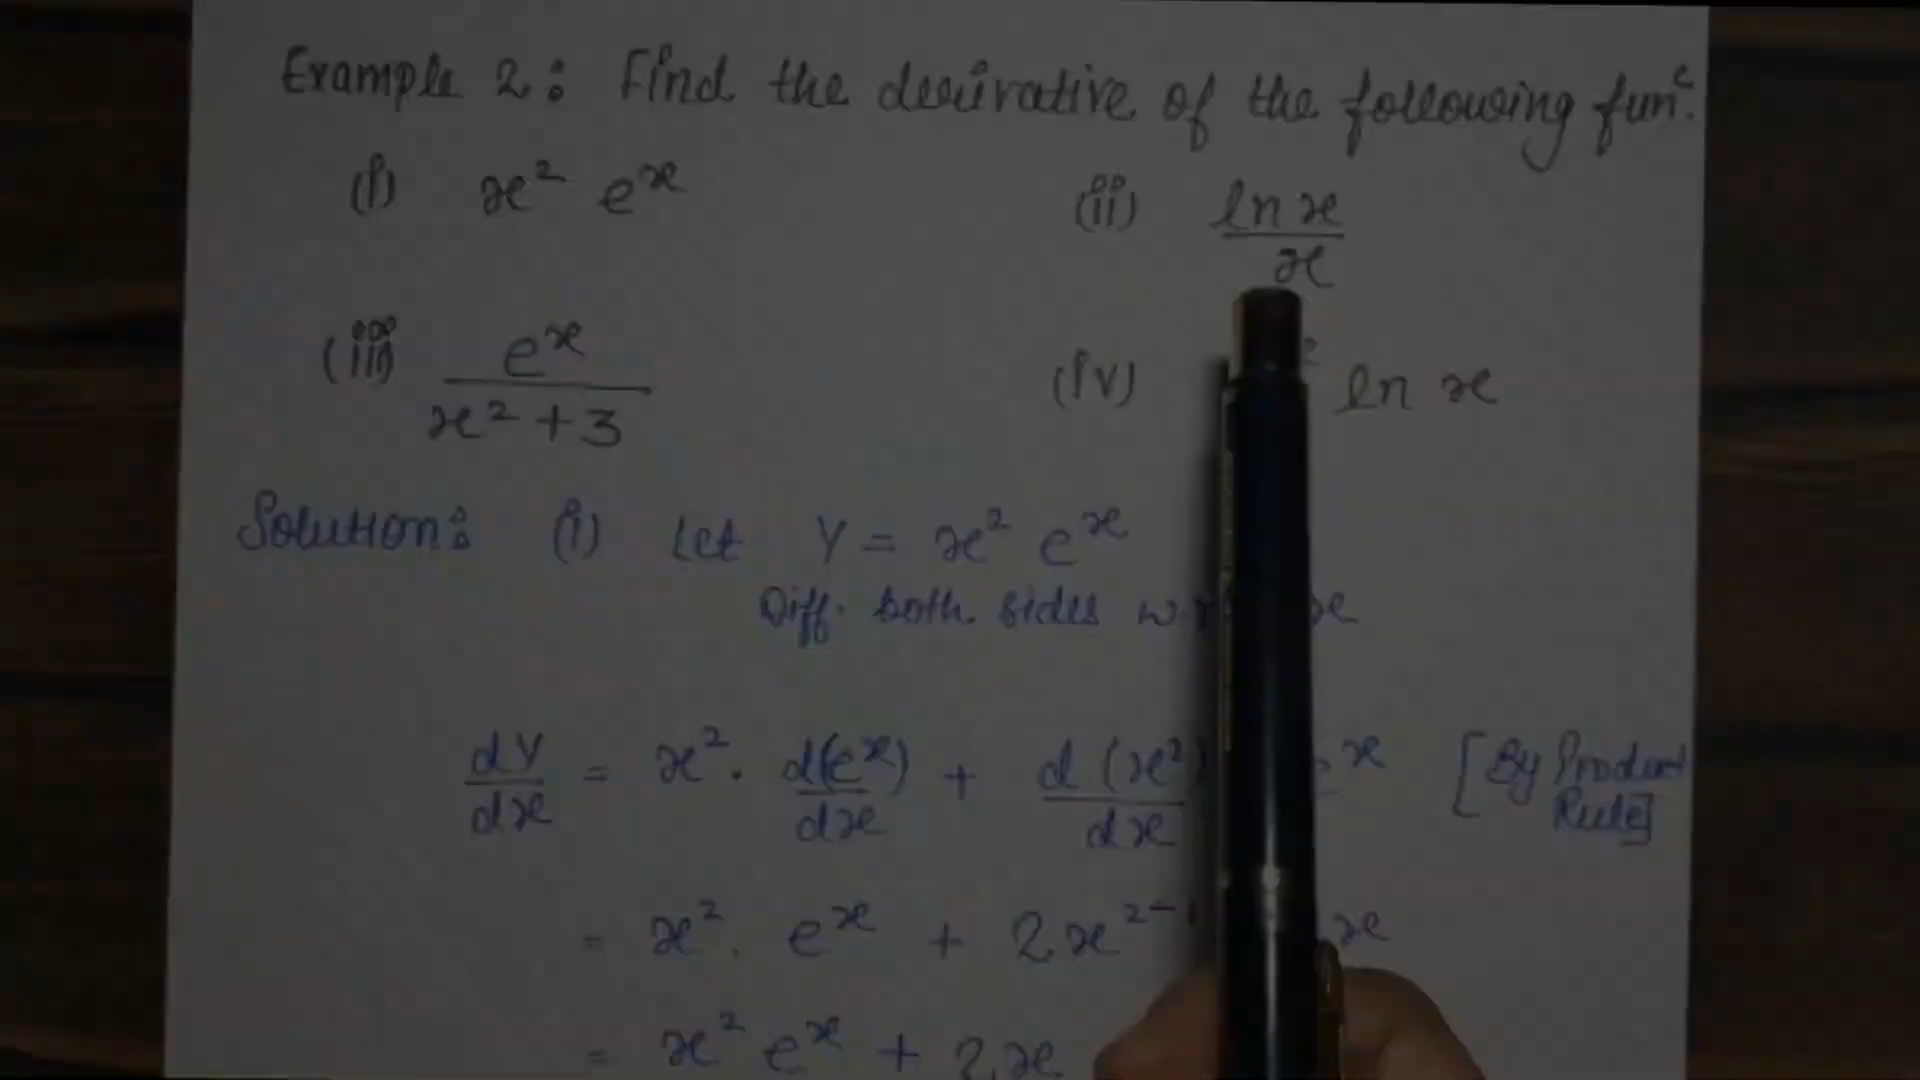 Example 2: Find the derivative of the following funᶜ.
(i) x² eˣ (ii) ln x / x
(iii) eˣ / x² + 3 (iv) ln x
Solution: (i) Let Y = x² eˣ
Diff. both sides w x
dY/dx = x² . d(eˣ)/dx + d(x²)/dx x [By Product Rule]
= x² . eˣ + 2x²⁻ x
= x² eˣ + 2x